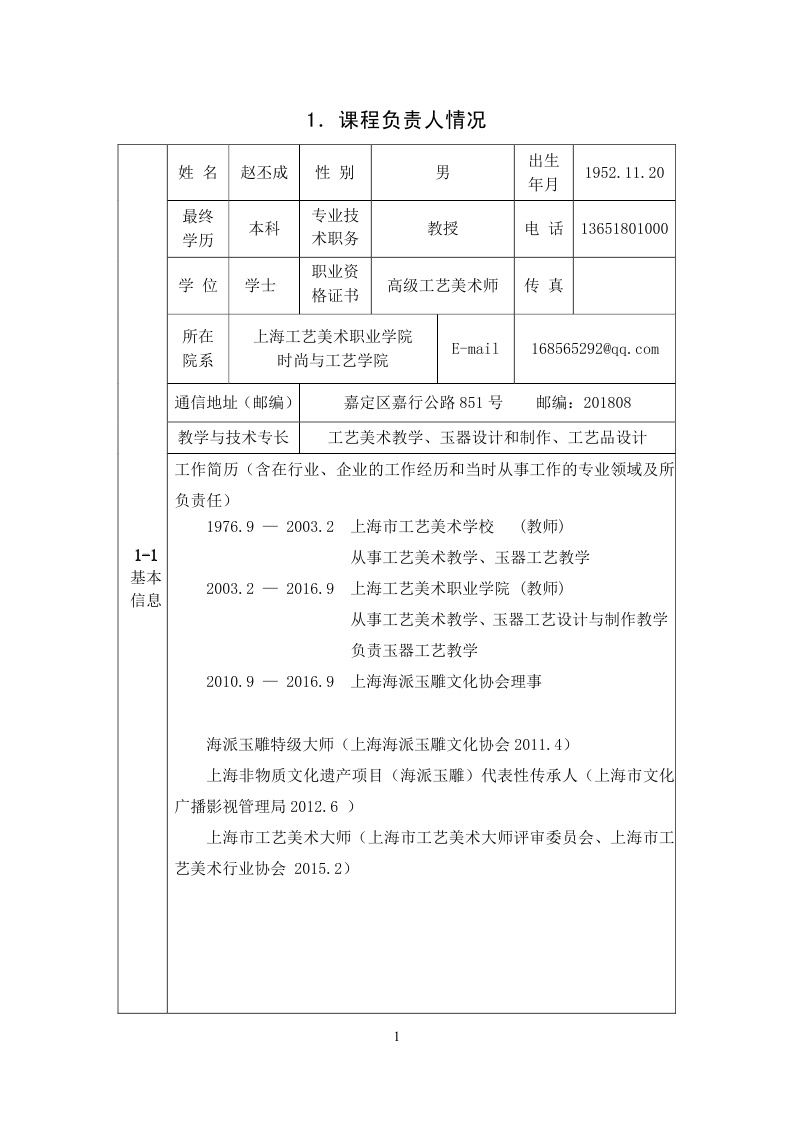 1. 课程负责人情况
姓 名 赵丕成 性 别 男 出生年月 1952.11.20
最终学历 本科 专业技术职务 教授 电 话 13651801000
学 位 学士 职业资格证书 高级工艺美术师 传 真
所在院系 上海工艺美术职业学院时尚与工艺学院 E-mail 168565292@qq.com
通信地址（邮编） 嘉定区嘉行公路 851 号 邮编：201808
教学与技术专长 工艺美术教学、玉器设计和制作、工艺品设计
1-1
基本
信息
工作简历（含在行业、企业的工作经历和当时从事工作的专业领域及所
负责任）
1976.9 — 2003.2 上海市工艺美术学校 （教师）
从事工艺美术教学、玉器工艺教学
2003.2 — 2016.9 上海工艺美术职业学院（教师）
从事工艺美术教学、玉器工艺设计与制作教学
负责玉器工艺教学
2010.9 — 2016.9 上海海派玉雕文化协会理事
海派玉雕特级大师（上海海派玉雕文化协会 2011.4）
上海非物质文化遗产项目（海派玉雕）代表性传承人（上海市文化
广播影视管理局 2012.6 ）
上海市工艺美术大师（上海市工艺美术大师评审委员会、上海市工
艺美术行业协会 2015.2）
1